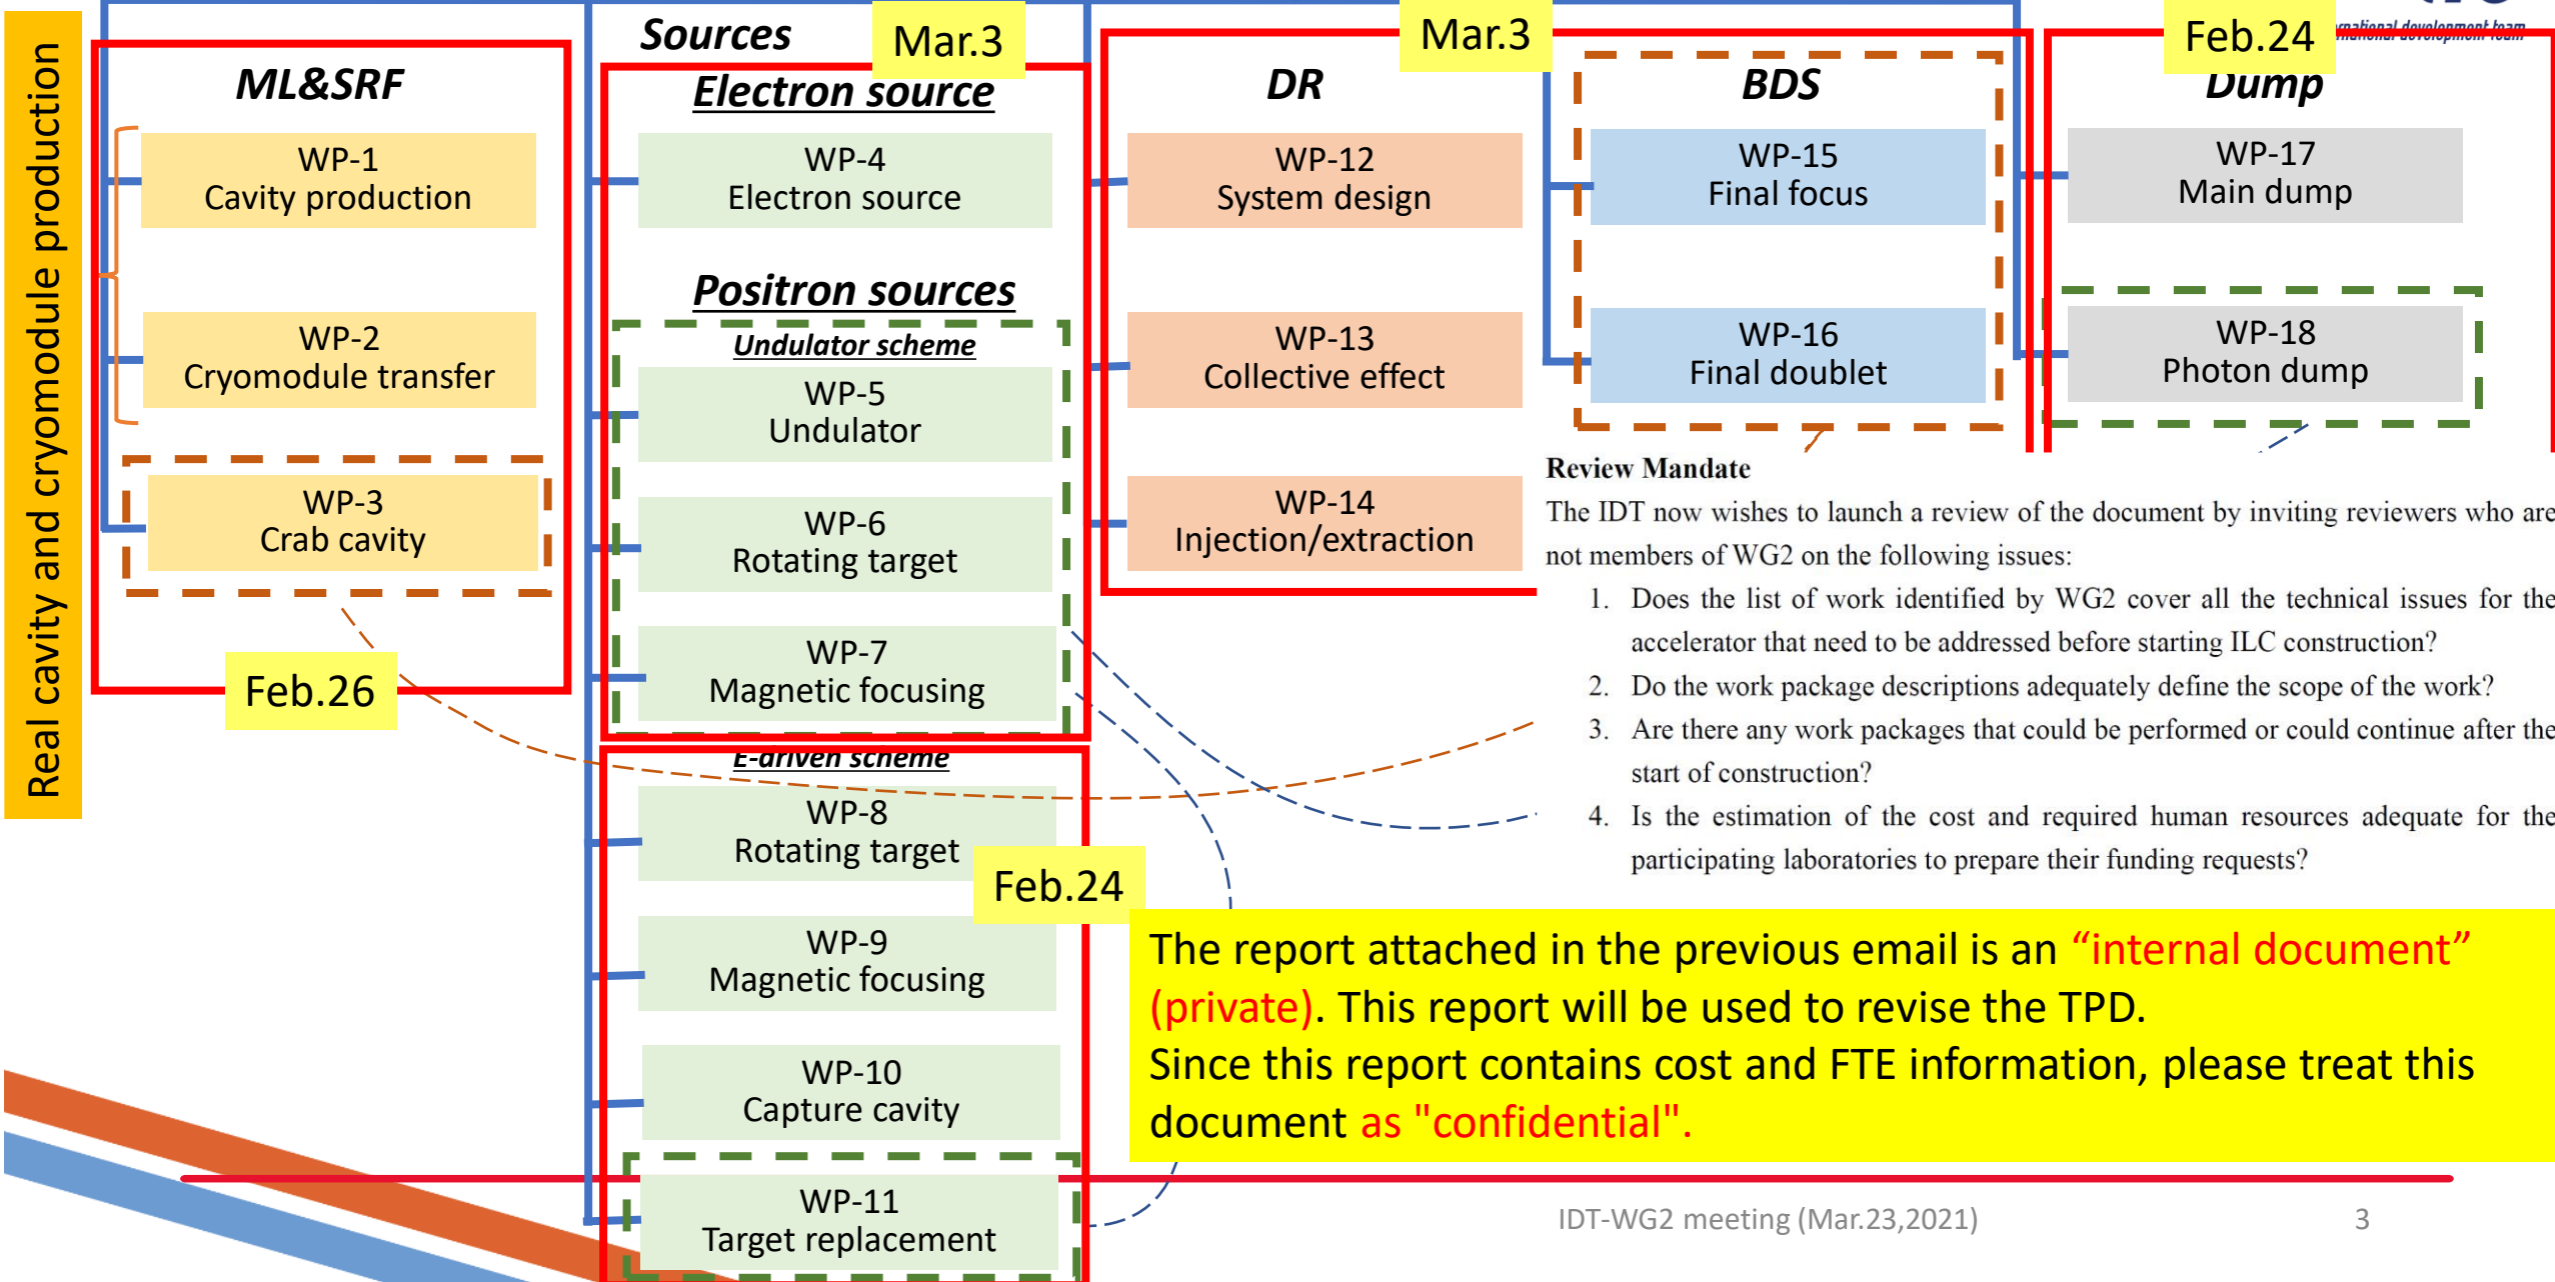 Real cavity and cryomodule production
ML&SRF
WP-1
Cavity production
WP-2
Cryomodule transfer
WP-3
Crab cavity
Feb.26
Sources
Mar.3
Electron source
WP-4
Electron source
Positron sources
Undulator scheme
WP-5
Undulator
WP-6
Rotating target
WP-7
Magnetic focusing
E-driven scheme
WP-8
Rotating target
Feb.24
WP-9
Magnetic focusing
WP-10
Capture cavity
WP-11
Target replacement
Mar.3
DR
WP-12
System design
WP-13
Collective effect
WP-14
Injection/extraction
BDS
WP-15
Final focus
WP-16
Final doublet
Feb.24
development team
Dump
WP-17
Main dump
WP-18
Photon dump
Review Mandate
The IDT now wishes to launch a review of the document by inviting reviewers who are
not members of WG2 on the following issues:
1. Does the list of work identified by WG2 cover all the technical issues for the
accelerator that need to be addressed before starting ILC construction?
2. Do the work package descriptions adequately define the scope of the work?
3. Are there any work packages that could be performed or could continue after the
start of construction?
4. Is the estimation of the cost and required human resources adequate for the
participating laboratories to prepare their funding requests?
The report attached in the previous email is an “internal document”
(private). This report will be used to revise the TPD.
Since this report contains cost and FTE information, please treat this
document as "confidential".
IDT-WG2 meeting (Mar.23,2021)
3